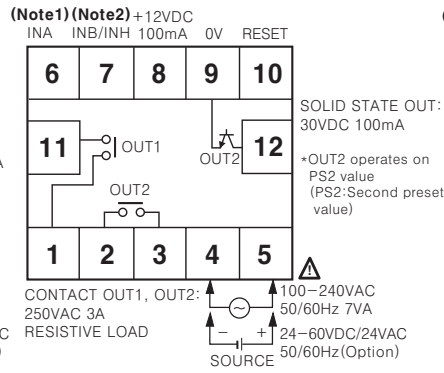 (Note1) (Note2) +12VDC
INA INB/INH 100mA 0V RESET
6 7 8 9 10
SOLID STATE OUT:
30VDC 100mA
11 OUT1 OUT2 12
*OUT2 operates on
PS2 value
(PS2:Second preset
value)
OUT2
1 2 3 4 5
CONTACT OUT1, OUT2:
250VAC 3A
RESISTIVE LOAD
100-240VAC
50/60Hz 7VA
− + 24-60VDC/24VAC
50/60Hz(Option)
SOURCE